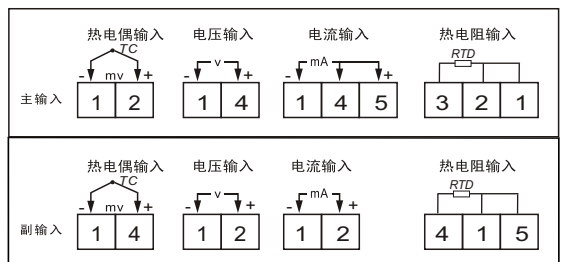 热电偶输入 电压输入 电流输入 热电阻输入
TC RTD
- mv + - v + - mA +
主输入 1 2 1 4 1 4 5 3 2 1
热电偶输入 电压输入 电流输入 热电阻输入
TC RTD
- mv + - v + - mA +
副输入 1 4 1 2 1 2 4 1 5